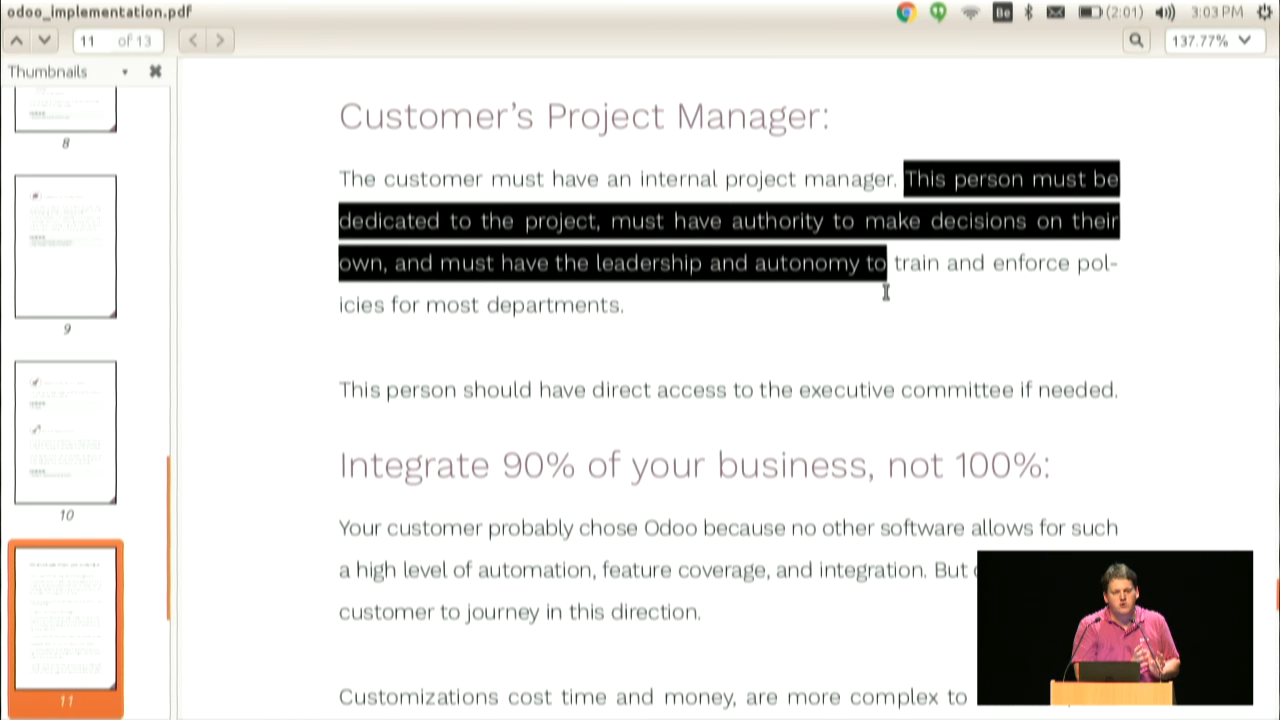 odoo_implementation.pdf
Be
(2:01)
3:03 PM
11 of 13
137.77%
Thumbnails
8
9
10
11
Customer's Project Manager:
The customer must have an internal project manager. This person must be
dedicated to the project, must have authority to make decisions on their
own, and must have the leadership and autonomy to train and enforce pol-
icies for most departments.
This person should have direct access to the executive committee if needed.
Integrate 90% of your business, not 100%:
Your customer probably chose Odoo because no other software allows for such
a high level of automation, feature coverage, and integration. But
customer to journey in this direction.
Customizations cost time and money, are more complex to